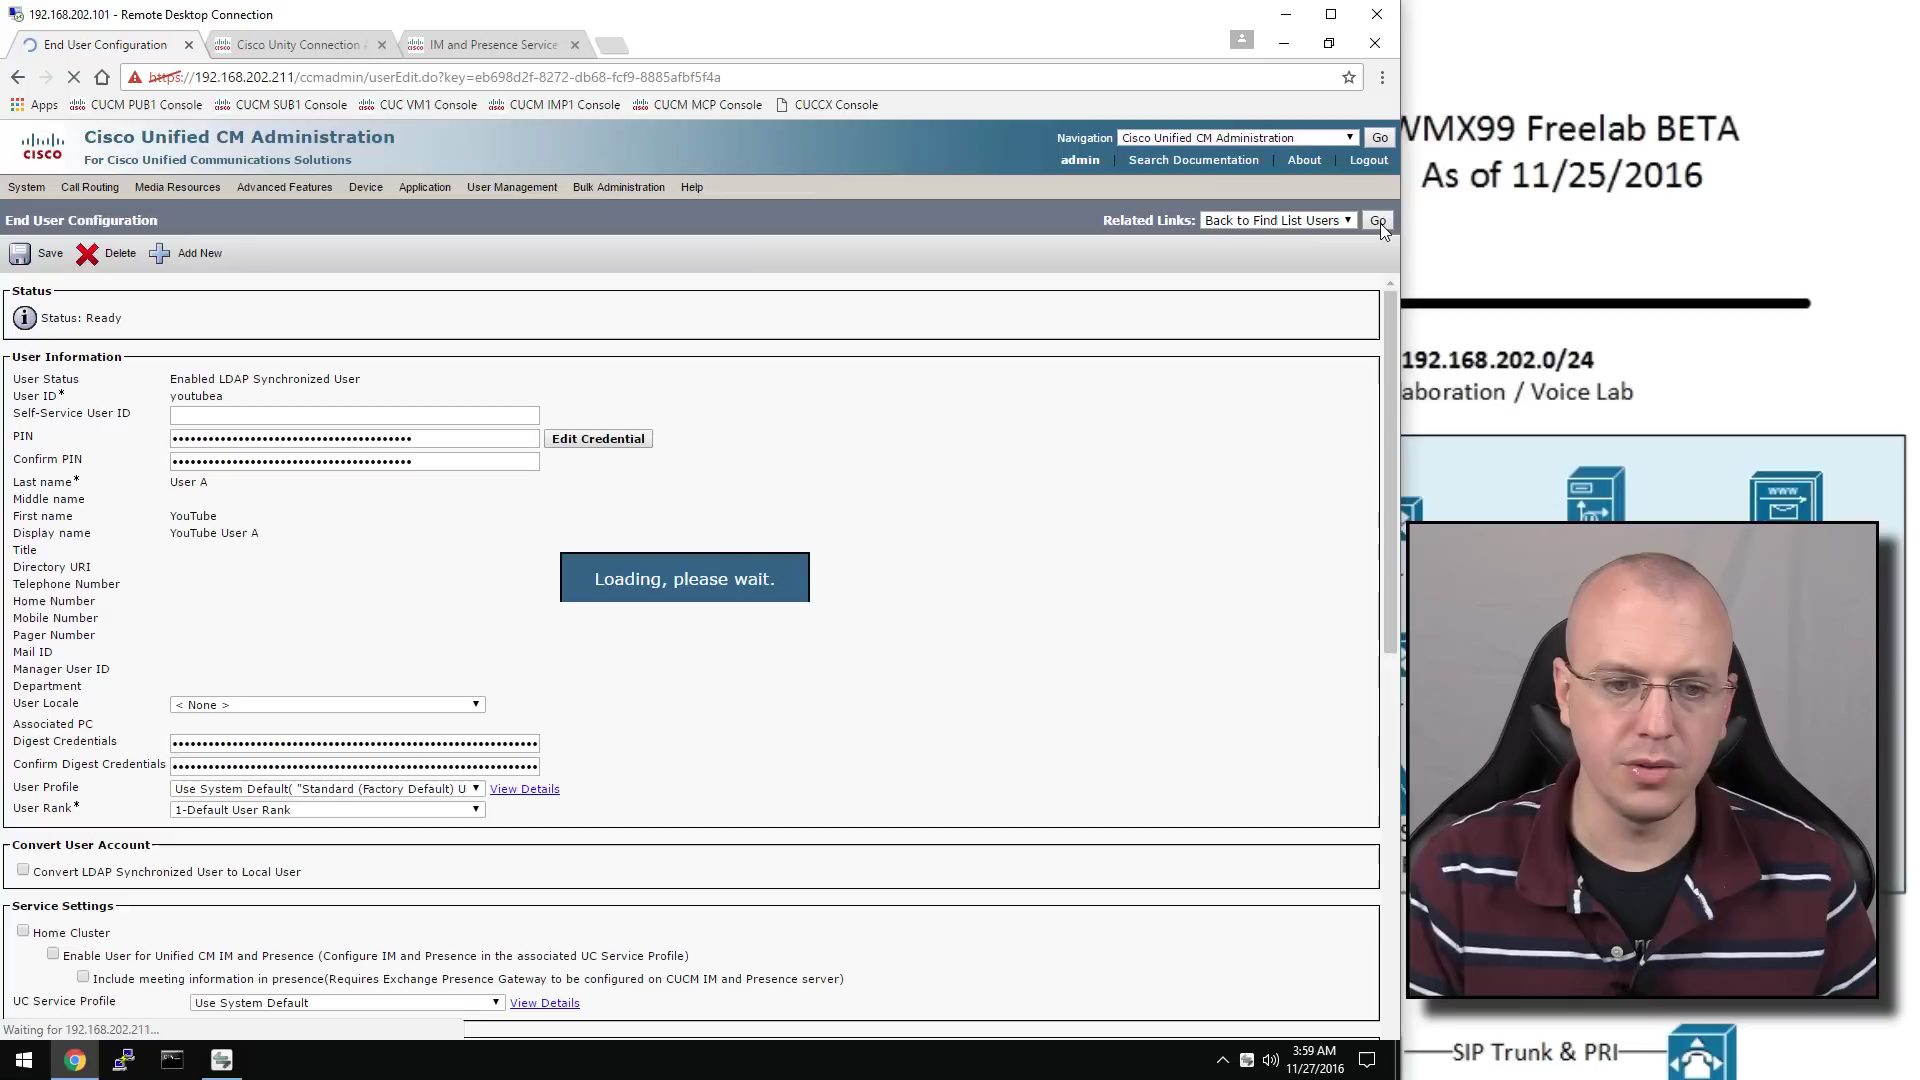 192.168.202.101 - Remote Desktop Connection
End User Configuration
Cisco Unity Connection
IM and Presence Service
https://192.168.202.211/ccmadmin/userEdit.do?key=eb698d2f-8272-db68-fcf9-8885afbf5f4a
Apps
CUCM PUB1 Console
CUCM SUB1 Console
CUC VM1 Console
CUCM IMP1 Console
CUCM MCP Console
CUCCX Console
CISCO
Cisco Unified CM Administration
For Cisco Unified Communications Solutions
Navigation Cisco Unified CM Administration Go
admin Search Documentation About Logout
System Call Routing Media Resources Advanced Features Device Application User Management Bulk Administration Help
End User Configuration
Related Links: Back to Find List Users Go
Save Delete Add New
Status
Status: Ready
User Information
User Status Enabled LDAP Synchronized User
User ID* youtubea
Self-Service User ID
PIN Edit Credential
Confirm PIN
Last name* User A
Middle name
First name YouTube
Display name YouTube User A
Title
Directory URI
Telephone Number
Home Number
Mobile Number
Pager Number
Mail ID
Manager User ID
Department
User Locale < None >
Associated PC
Digest Credentials
Confirm Digest Credentials
User Profile Use System Default( "Standard (Factory Default) U View Details
User Rank* 1-Default User Rank
Loading, please wait.
Convert User Account
Convert LDAP Synchronized User to Local User
Service Settings
Home Cluster
Enable User for Unified CM IM and Presence (Configure IM and Presence in the associated UC Service Profile)
Include meeting information in presence(Requires Exchange Presence Gateway to be configured on CUCM IM and Presence server)
UC Service Profile Use System Default View Details
Waiting for 192.168.202.211...
3:59 AM
11/27/2016
WMX99 Freelab BETA
As of 11/25/2016
192.168.202.0/24
aboration / Voice Lab
WWW
SIP Trunk & PRI